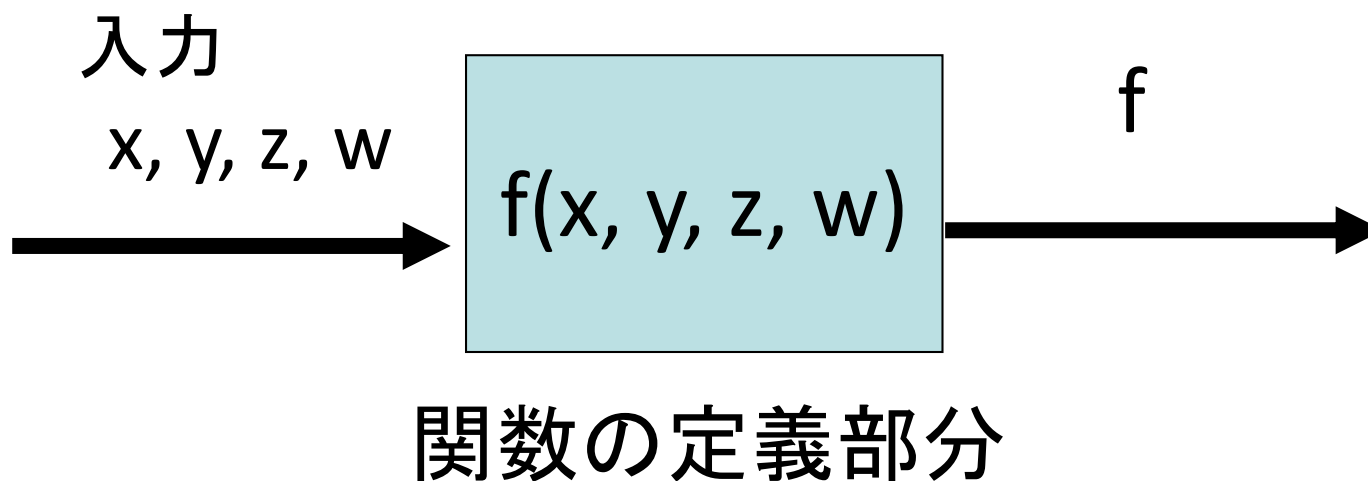 入力
x, y, z, w
f(x, y, z, w)
f
関数の定義部分